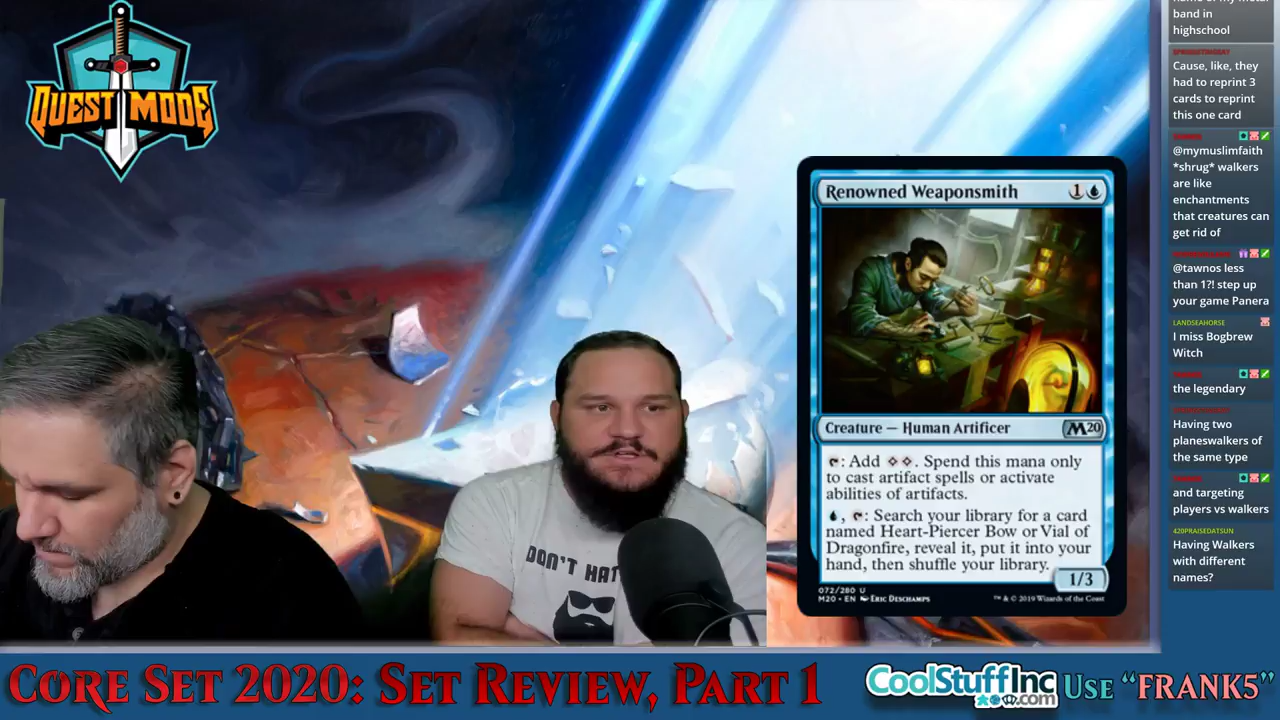 QUEST MODE
Renowned Weaponsmith 1
Creature — Human Artificer M20
: Add . Spend this mana only
to cast artifact spells or activate
abilities of artifacts.
, : Search your library for a card
named Heart-Piercer Bow or Vial of
Dragonfire, reveal it, put it into your
hand, then shuffle your library.
1/3
072/280 U
M20 • EN Eric Deschamps
™ & © 2019 Wizards of the Coast
DON'T HAT
band in
highschool
Cause, like, they
had to reprint 3
cards to reprint
this one card
@mymuslimfaith
*shrug* walkers
are like
enchantments
that creatures can
get rid of
@tawnos less
than 1?! step up
your game Panera
LANDSEAHORSE
I miss Bogbrew
Witch
the legendary
Having two
planeswalkers of
the same type
and targeting
players vs walkers
420PRAISEDATSUN
Having Walkers
with different
names?
Core Set 2020: Set Review, Part 1
CoolStuffInc
.com
Use "FRANK5"